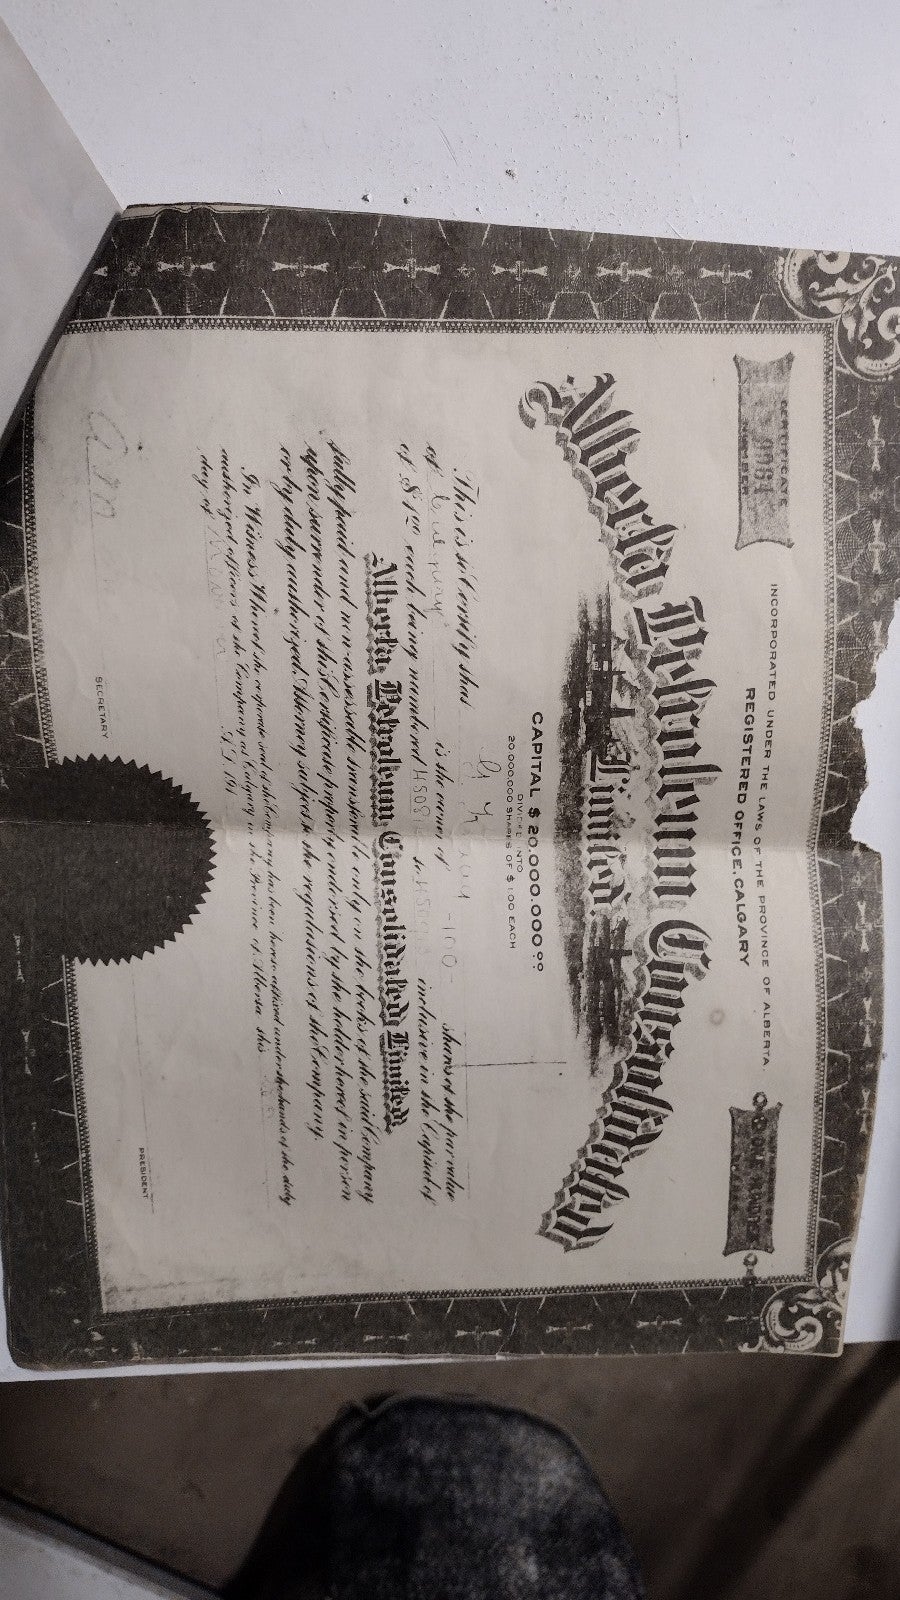 CERTIFICATE
NUMBER
INCORPORATED UNDER THE LAWS OF THE PROVINCE OF ALBERTA.
REGISTERED OFFICE, CALGARY
Alberta Petroleum Consolidated
Limited.
CAPITAL $20,000,000.00
DIVIDED INTO
20,000,000 SHARES OF $1.00 EACH
This is to Certify that
of Calgary is the owner of -100- shares of the par value
of $1.00 each being numbered to inclusive in the Capital of
Alberta Petroleum Consolidated Limited
fully paid and non-assessable transferable only on the books of the said Company
upon surrender of this Certificate properly endorsed by the holder hereof in person
or by duly authorized Attorney subject to the regulations of the Company.
In Witness Whereof the corporate seal of the Company has been hereto affixed under the hands of the duly
authorized officers of the Company at Calgary in the Province of Alberta this
day of A.D. 191
SECRETARY
PRESIDENT